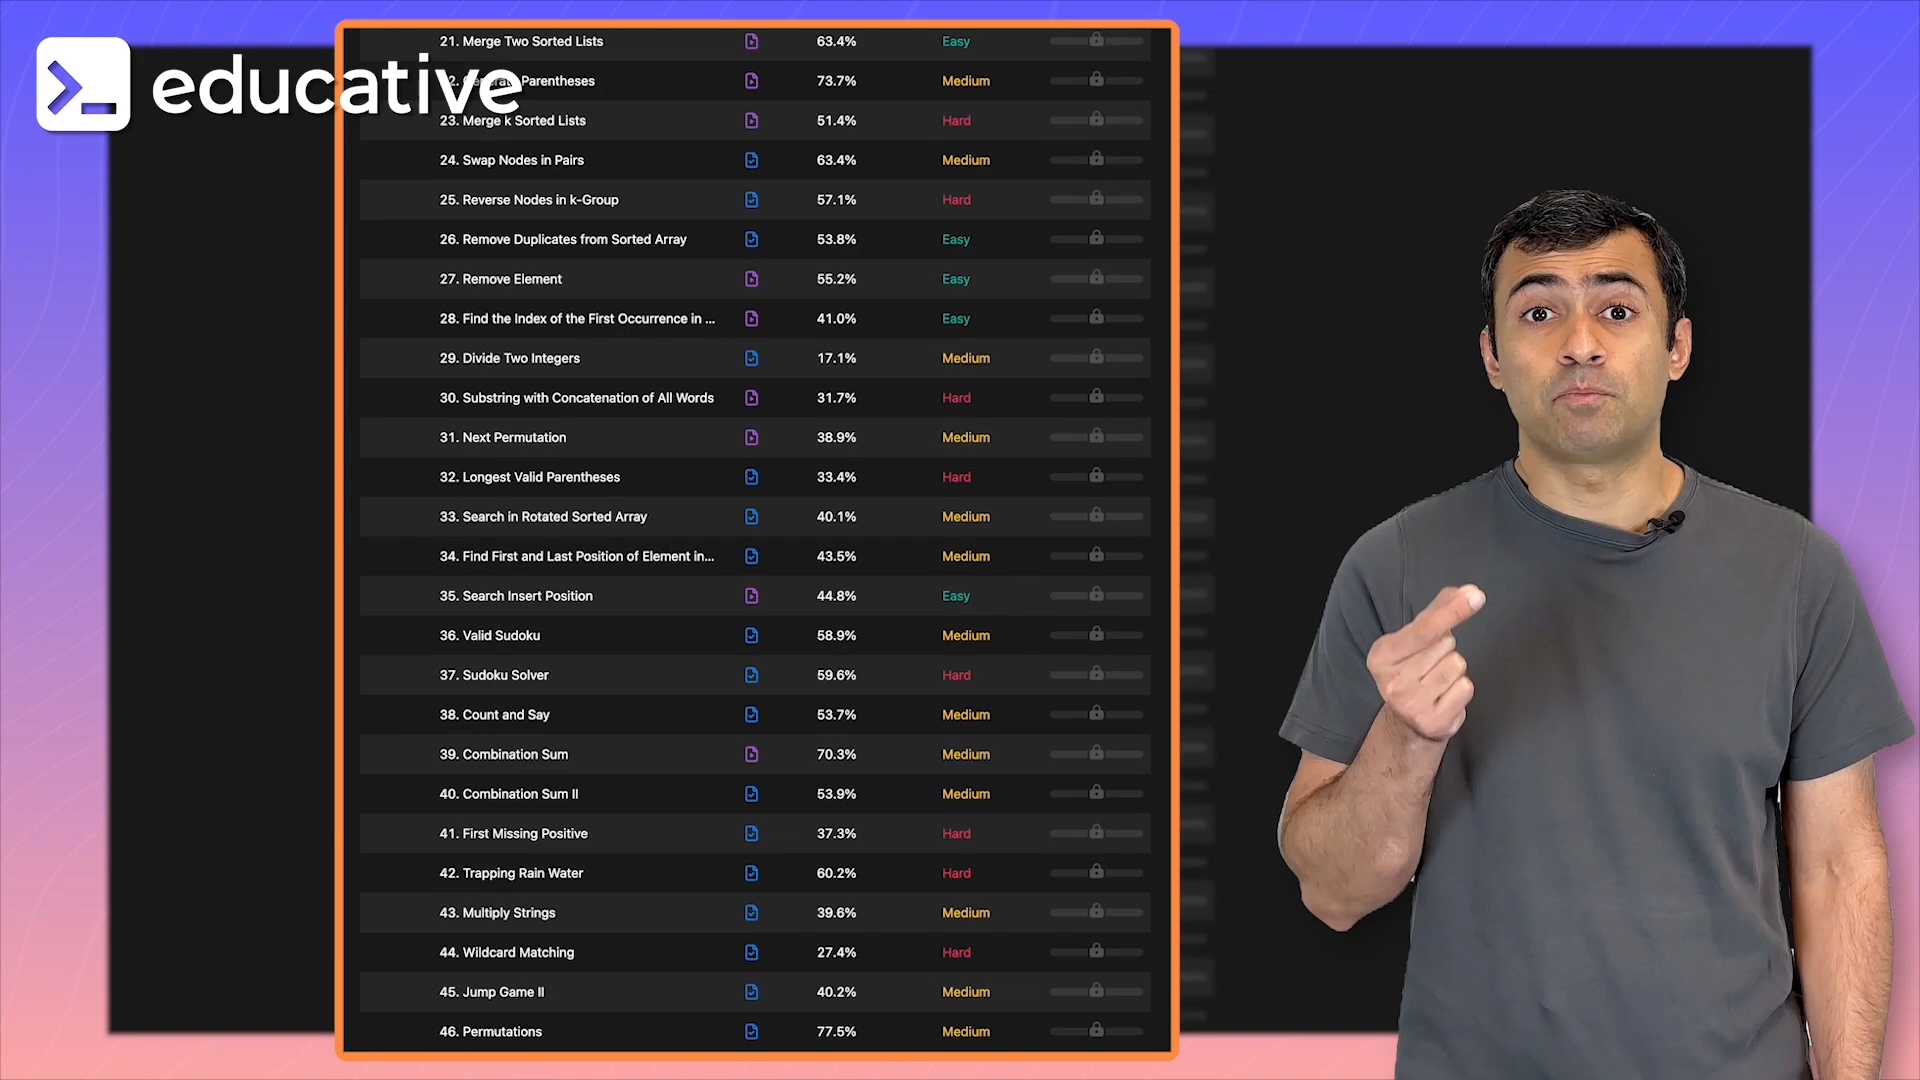 educative
21. Merge Two Sorted Lists 63.4% Easy
Parentheses 73.7% Medium
23. Merge k Sorted Lists 51.4% Hard
24. Swap Nodes in Pairs 63.4% Medium
25. Reverse Nodes in k-Group 57.1% Hard
26. Remove Duplicates from Sorted Array 53.8% Easy
27. Remove Element 55.2% Easy
28. Find the Index of the First Occurrence in ... 41.0% Easy
29. Divide Two Integers 17.1% Medium
30. Substring with Concatenation of All Words 31.7% Hard
31. Next Permutation 38.9% Medium
32. Longest Valid Parentheses 33.4% Hard
33. Search in Rotated Sorted Array 40.1% Medium
34. Find First and Last Position of Element in... 43.5% Medium
35. Search Insert Position 44.8% Easy
36. Valid Sudoku 58.9% Medium
37. Sudoku Solver 59.6% Hard
38. Count and Say 53.7% Medium
39. Combination Sum 70.3% Medium
40. Combination Sum II 53.9% Medium
41. First Missing Positive 37.3% Hard
42. Trapping Rain Water 60.2% Hard
43. Multiply Strings 39.6% Medium
44. Wildcard Matching 27.4% Hard
45. Jump Game II 40.2% Medium
46. Permutations 77.5% Medium